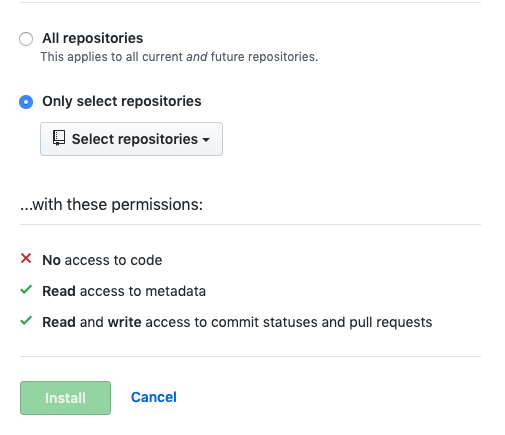 All repositories
This applies to all current and future repositories.
Only select repositories
Select repositories
...with these permissions:
No access to code
Read access to metadata
Read and write access to commit statuses and pull requests
Install Cancel